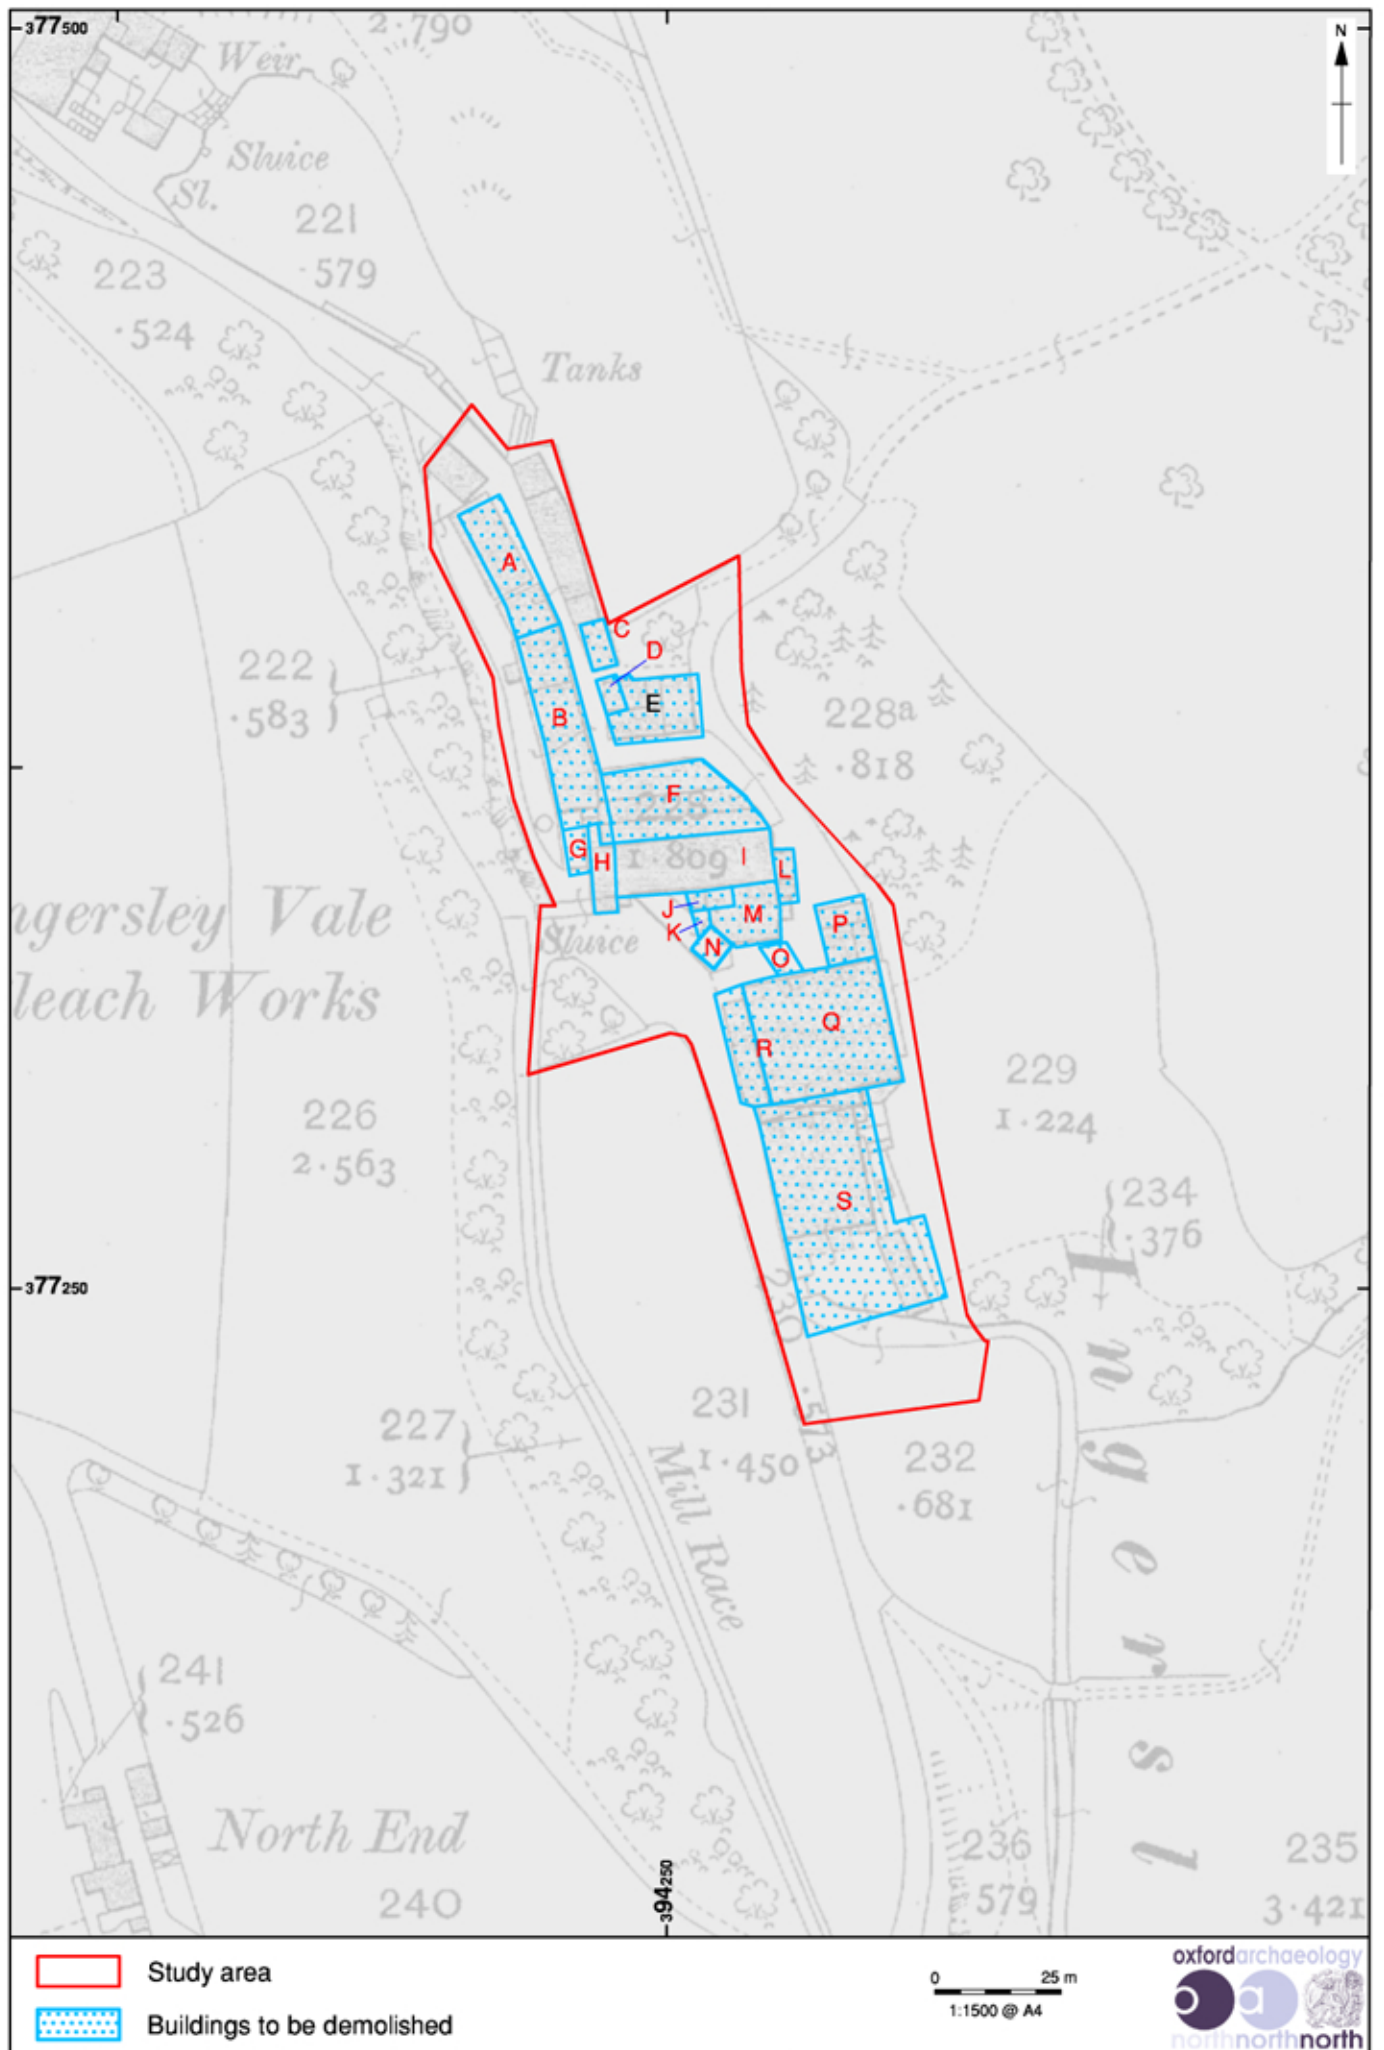 377500
2·790
N
Weir
Sluice
Sl.
221
·579
223
·524
Tanks
A
C
D
222
·583
E
B
228a
·818
F
228
G
H
1·809
I
L
J
M
K
ngersley Vale
P
N
Sluice
O
leach Works
Q
R
229
1·224
226
2·563
234
·376
S
377250
230
·573
231
1·450
227
1·321
232
·681
Mill Race
I n g e r s l
241
·526
North End
240
236
579
235
3·421
394250
Study area
Buildings to be demolished
0 25 m
1:1500 @ A4
oxfordarchaeology
o a
northnorthnorth